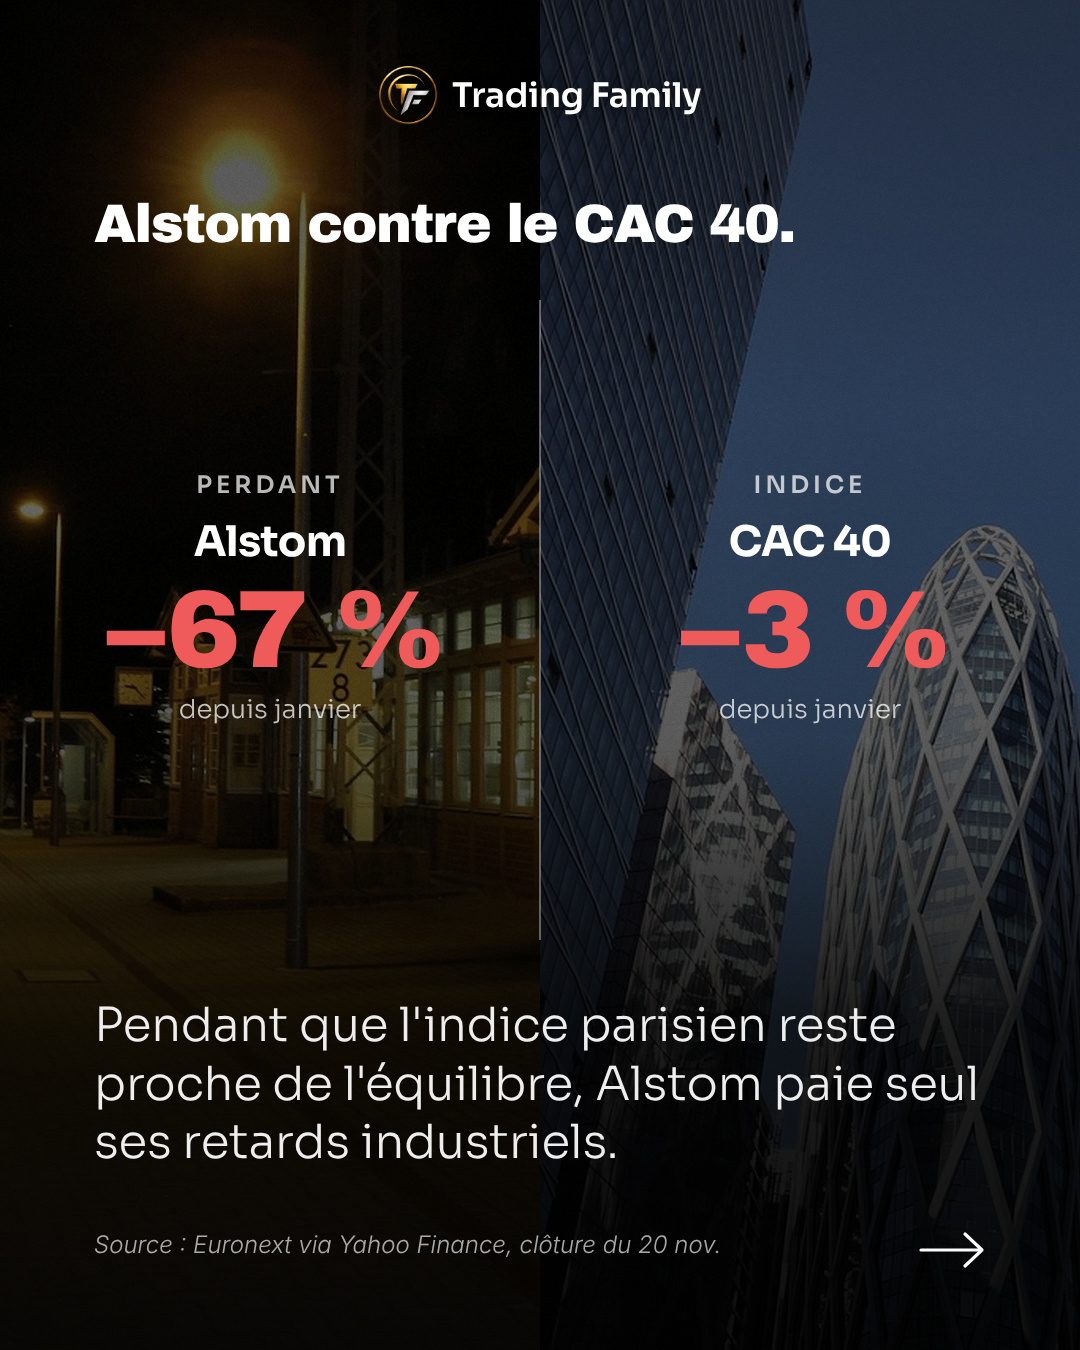 Trading Family
Alstom contre le CAC 40.
PERDANT
Alstom
–67 %
depuis janvier
INDICE
CAC 40
–3 %
depuis janvier
273
8
Pendant que l'indice parisien reste
proche de l'équilibre, Alstom paie seul
ses retards industriels.
Source : Euronext via Yahoo Finance, clôture du 20 nov.